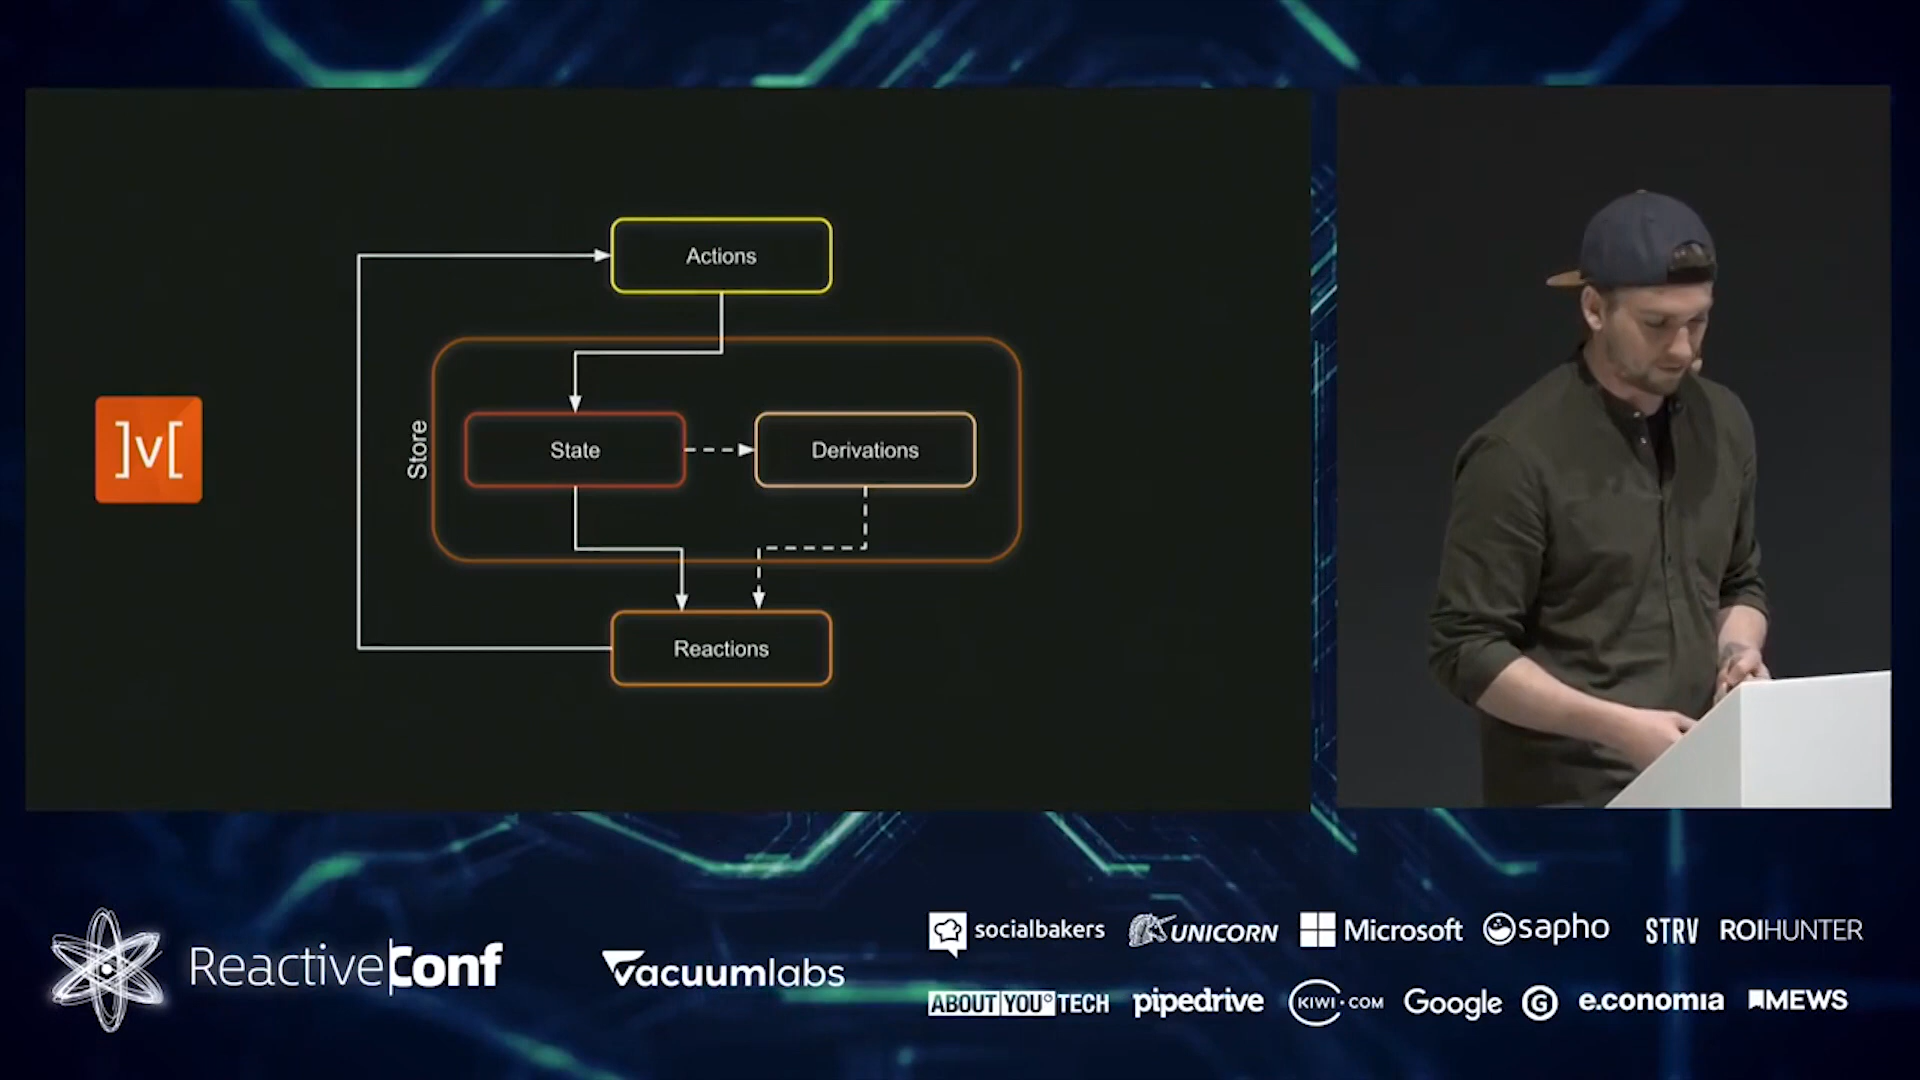 Actions
Store
State
Derivations
Reactions
]v[
ReactiveConf
vacuumlabs
socialbakers
UNICORN
Microsoft
sapho
STRV
ROIHUNTER
ABOUT YOU° TECH
pipedrive
KIWI.COM
Google
G
e.conomia
MEWS